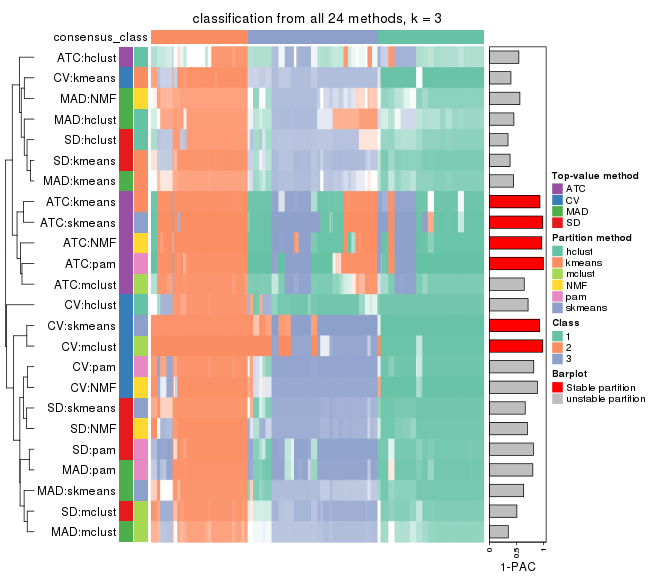 classification from all 24 methods, k = 3
consensus_class
ATC:hclust
CV:kmeans
MAD:NMF
MAD:hclust
SD:hclust
SD:kmeans
MAD:kmeans
ATC:kmeans
ATC:skmeans
ATC:NMF
ATC:pam
ATC:mclust
CV:hclust
CV:skmeans
CV:mclust
CV:pam
CV:NMF
SD:skmeans
SD:NMF
SD:pam
MAD:pam
MAD:skmeans
SD:mclust
MAD:mclust
0
0.5
1
1-PAC
Top-value method
ATC
CV
MAD
SD
Partition method
hclust
kmeans
mclust
NMF
pam
skmeans
Class
1
2
3
Barplot
Stable partition
unstable partition